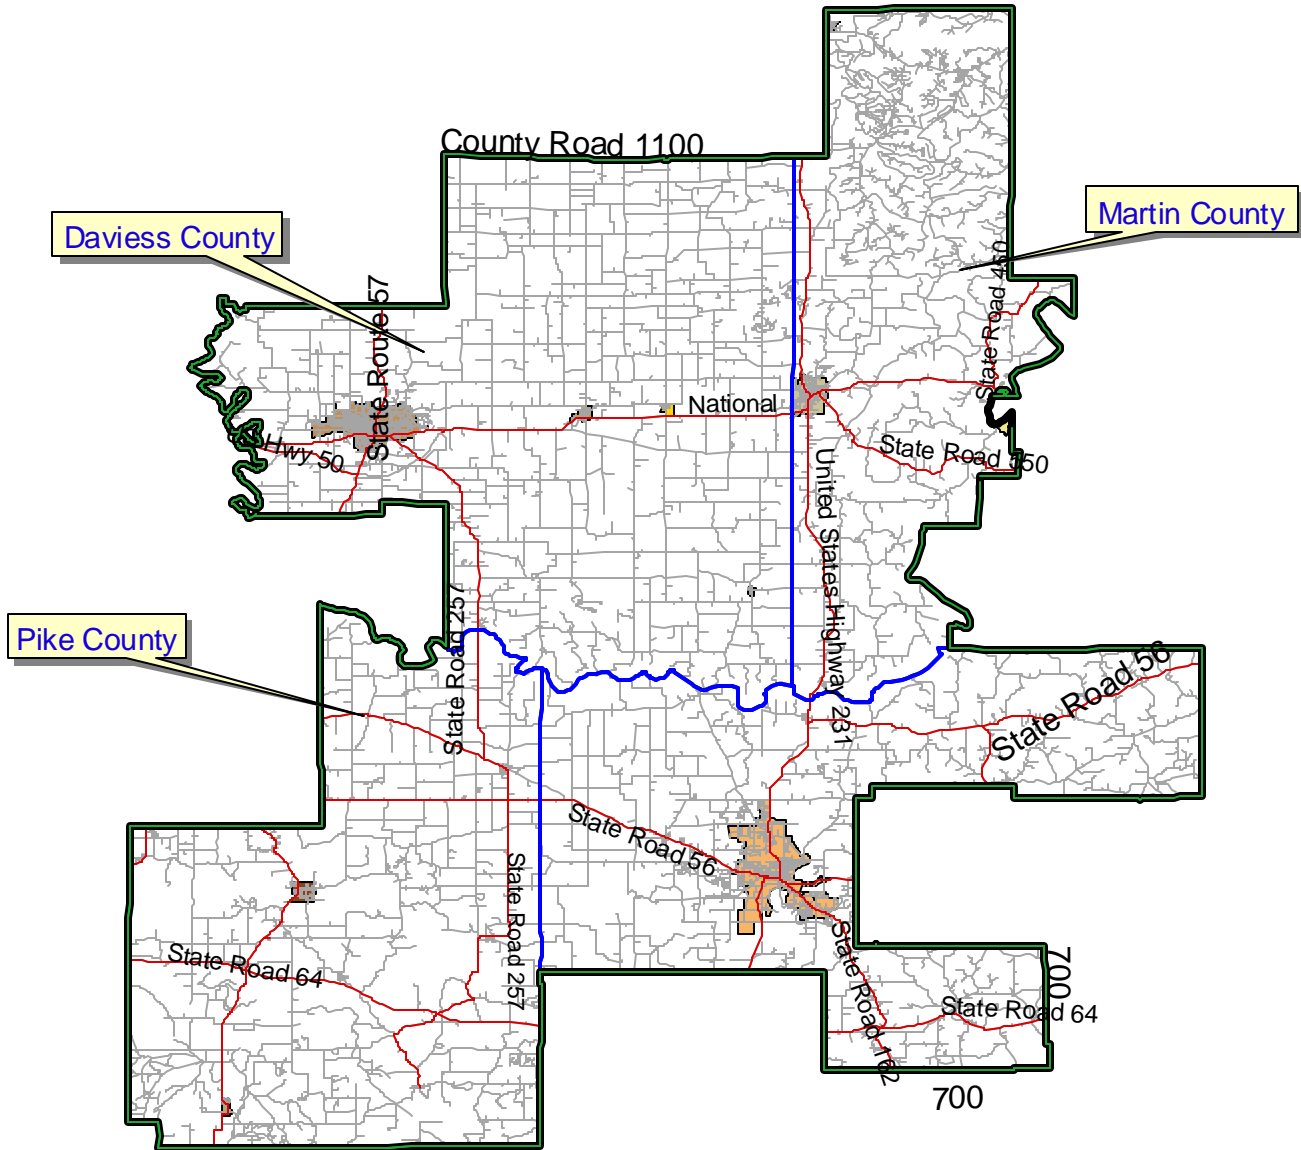 County Road 1100
Martin County
Daviess County
State Route 57
State Road 450
National
Hwy 50
State Road 550
United States Highway 231
State Road 257
Pike County
State Road 56
State Road 56
State Road 257
State Road 64
State Road 162
700
State Road 64
700